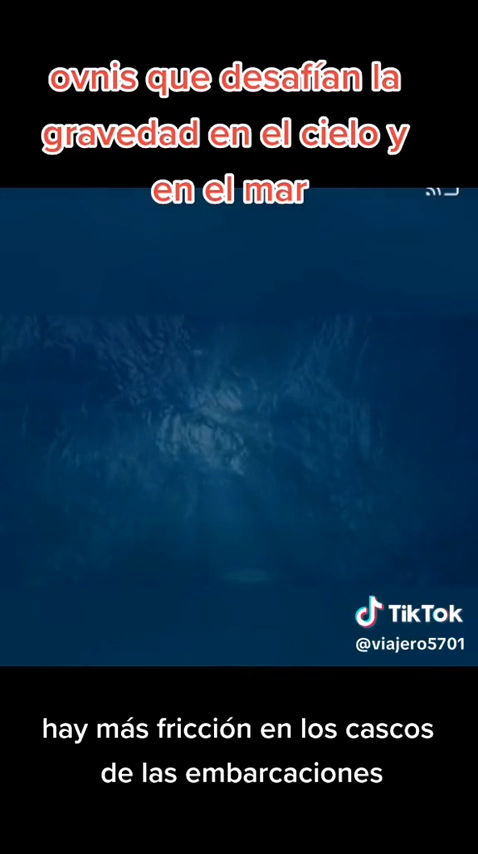 ovnis que desafían la
gravedad en el cielo y
en el mar
TikTok
@viajero5701
hay más fricción en los cascos
de las embarcaciones